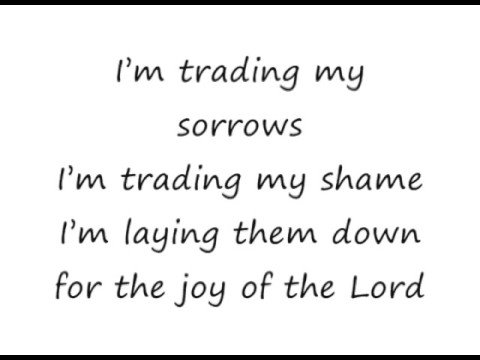 I'm trading my
sorrows
I'm trading my shame
I'm laying them down
for the joy of the Lord